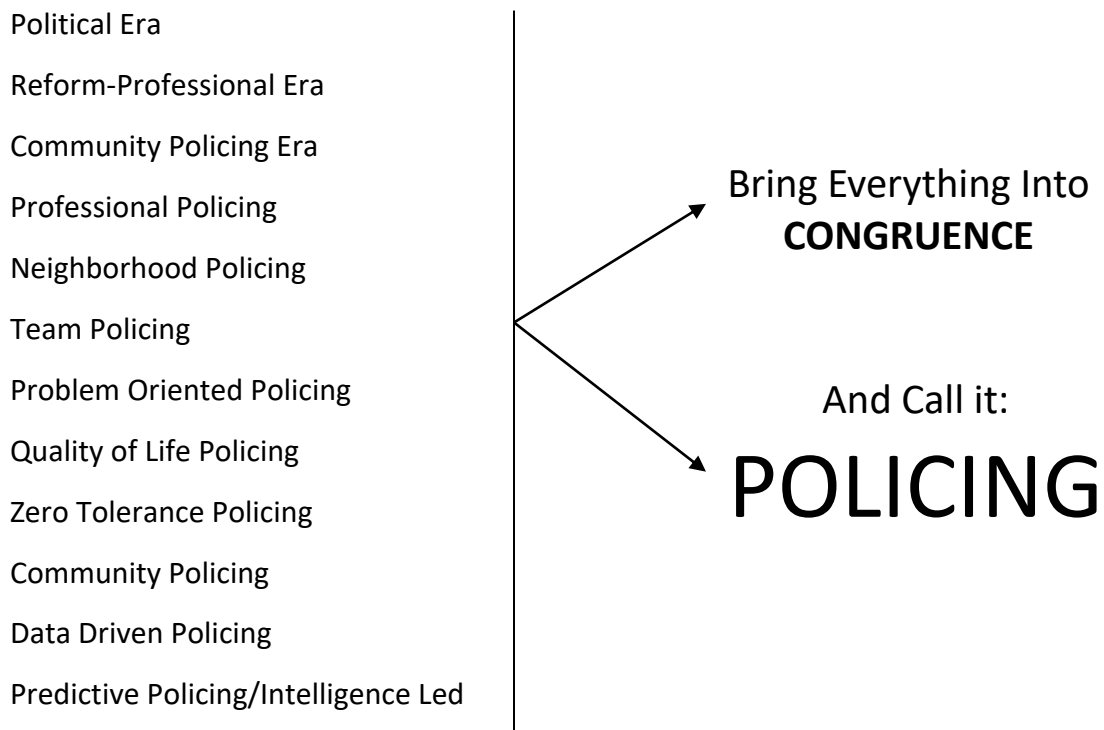 Political Era
Reform-Professional Era
Community Policing Era
Professional Policing
Neighborhood Policing
Team Policing
Problem Oriented Policing
Quality of Life Policing
Zero Tolerance Policing
Community Policing
Data Driven Policing
Predictive Policing/Intelligence Led
Bring Everything Into
CONGRUENCE
And Call it:
POLICING